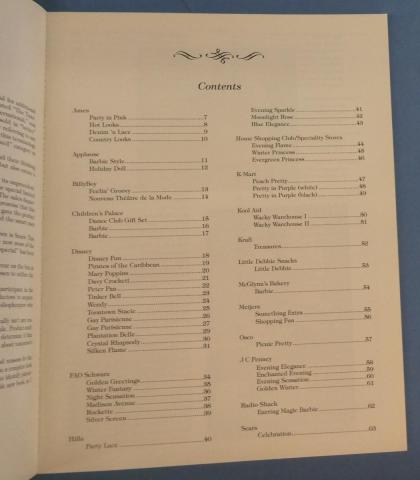 Contents
Ames
Party in Pink 7
Hot Looks 8
Denim 'n Lace 9
Country Looks 10
Applause
Barbie Style 11
Holiday Doll 12
BillyBoy
Feelin' Groovy 13
Nouveau Théatre de la Mode 14
Children's Palace
Dance Club Gift Set 15
Barbie 16
Barbie 17
Disney
Disney Fun 18
Pirates of the Caribbean 19
Mary Poppins 20
Davy Crockett 21
Peter Pan 22
Tinker Bell 23
Wendy 24
Toontown Stacie 25
Gay Parisienne 26
Gay Parisienne 27
Plantation Belle 29
Crystal Rhapsody 30
Silken Flame 31
FAO Schwarz
Golden Greetings 34
Winter Fantasy 35
Night Sensation 36
Madison Avenue 37
Rockette 38
Silver Screen 39
Hills
Party Lace 40
Evening Sparkle 41
Moonlight Rose 42
Blue Elegance 43
Home Shopping Club/Specialty Stores
Evening Flame 44
Winter Princess 45
Evergreen Princess 46
K-Mart
Peach Pretty 47
Pretty in Purple (white) 48
Pretty in Purple (black) 49
Kool Aid
Wacky Warehouse I 50
Wacky Warehouse II 51
Kraft
Treasures 52
Little Debbie Snacks
Little Debbie 53
McGlynn's Bakery
Barbie 54
Meijers
Something Extra 55
Shopping Fun 56
Osco
Picnic Pretty 57
J C Penney
Evening Elegance 58
Enchanted Evening 59
Evening Sensation 60
Golden Winter 61
Radio Shack
Earring Magic Barbie 62
Sears
Celebration 63